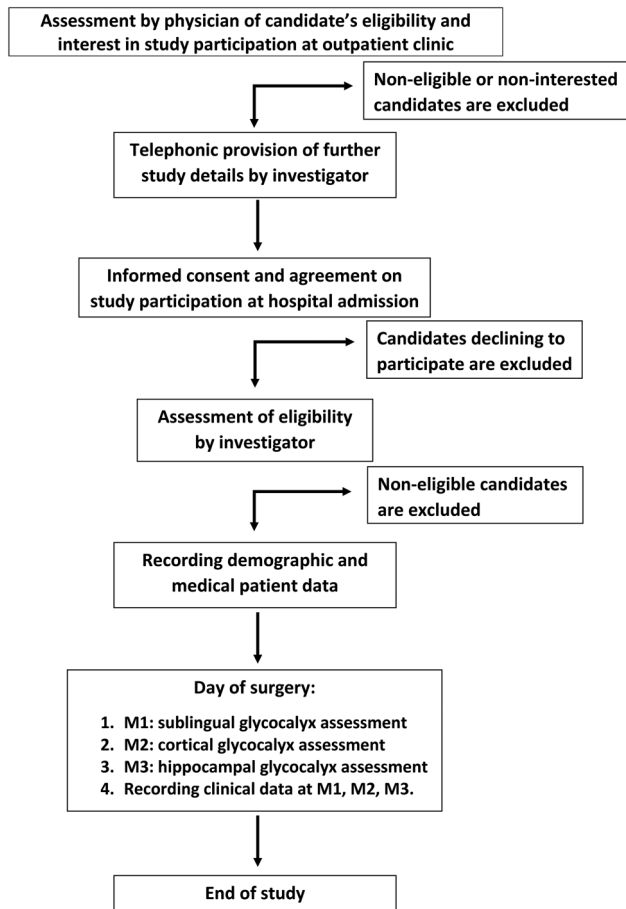 Assessment by physician of candidate's eligibility and
interest in study participation at outpatient clinic
Non-eligible or non-interested
candidates are excluded
Telephonic provision of further
study details by investigator
Informed consent and agreement on
study participation at hospital admission
Candidates declining to
participate are excluded
Assessment of eligibility
by investigator
Non-eligible candidates
are excluded
Recording demographic and
medical patient data
Day of surgery:
1. M1: sublingual glycocalyx assessment
2. M2: cortical glycocalyx assessment
3. M3: hippocampal glycocalyx assessment
4. Recording clinical data at M1, M2, M3.
End of study